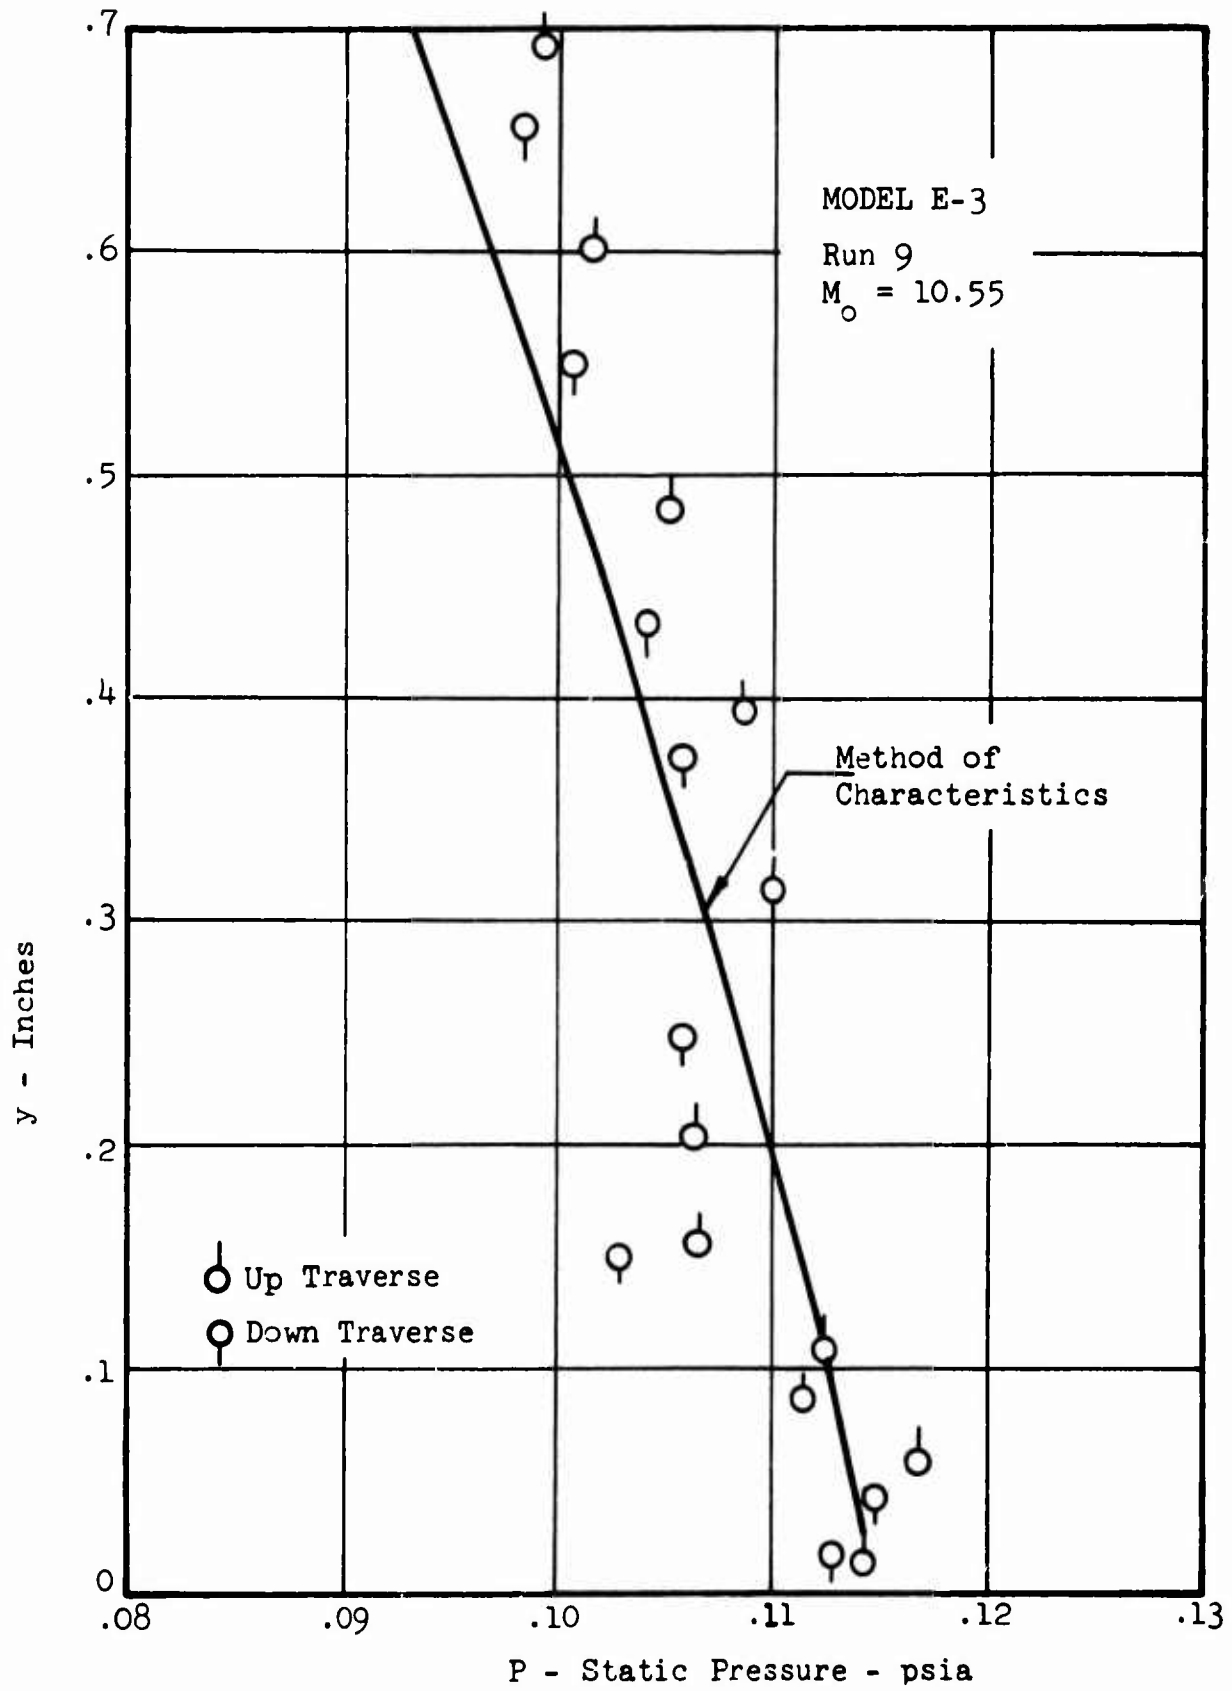 .7
.6
.5
.4
.3
.2
.1
0
y - Inches
MODEL E-3
Run 9
Mo = 10.55
Method of
Characteristics
Up Traverse
Down Traverse
.08 .09 .10 .11 .12 .13
P - Static Pressure - psia